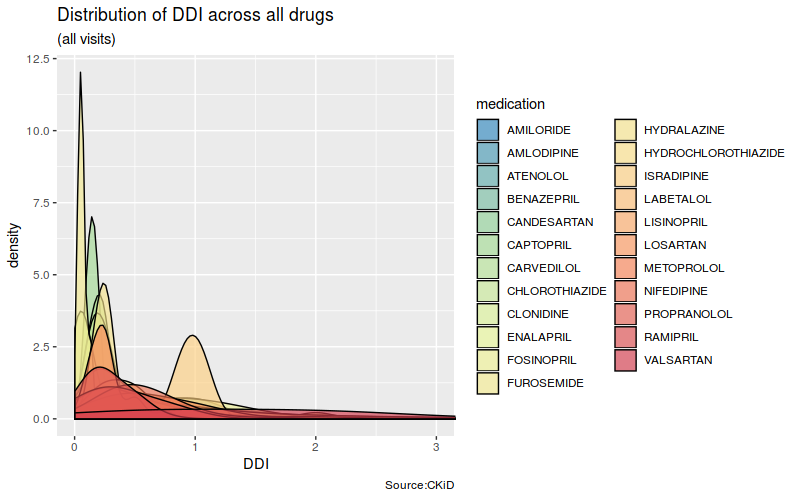 Distribution of DDI across all drugs
(all visits)
12.5
10.0
7.5
5.0
2.5
0.0
density
0 1 2 3
DDI
Source:CKiD
medication
AMILORIDE
AMLODIPINE
ATENOLOL
BENAZEPRIL
CANDESARTAN
CAPTOPRIL
CARVEDILOL
CHLOROTHIAZIDE
CLONIDINE
ENALAPRIL
FOSINOPRIL
FUROSEMIDE
HYDRALAZINE
HYDROCHLOROTHIAZIDE
ISRADIPINE
LABETALOL
LISINOPRIL
LOSARTAN
METOPROLOL
NIFEDIPINE
PROPRANOLOL
RAMIPRIL
VALSARTAN